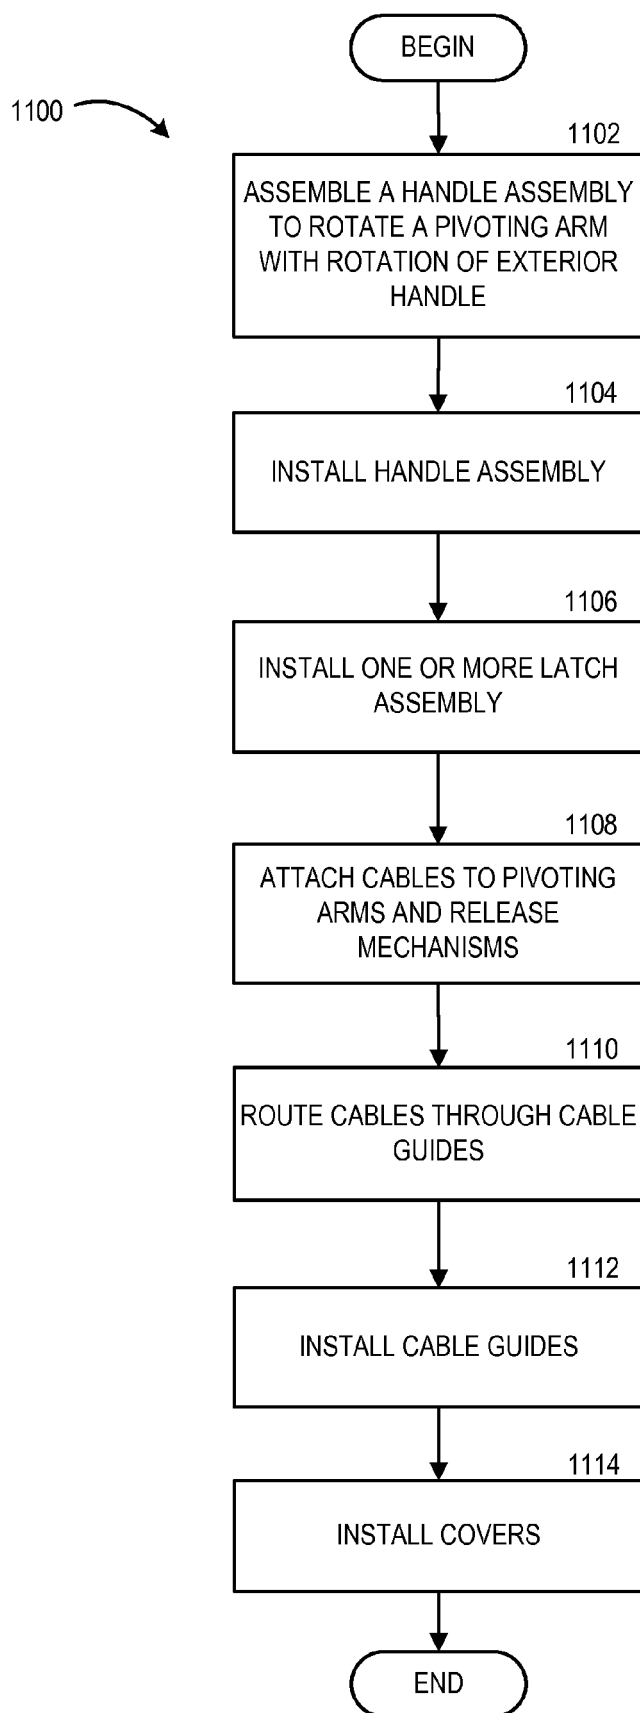 BEGIN
1100
1102
ASSEMBLE A HANDLE ASSEMBLY
TO ROTATE A PIVOTING ARM
WITH ROTATION OF EXTERIOR
HANDLE
1104
INSTALL HANDLE ASSEMBLY
1106
INSTALL ONE OR MORE LATCH
ASSEMBLY
1108
ATTACH CABLES TO PIVOTING
ARMS AND RELEASE
MECHANISMS
1110
ROUTE CABLES THROUGH CABLE
GUIDES
1112
INSTALL CABLE GUIDES
1114
INSTALL COVERS
END